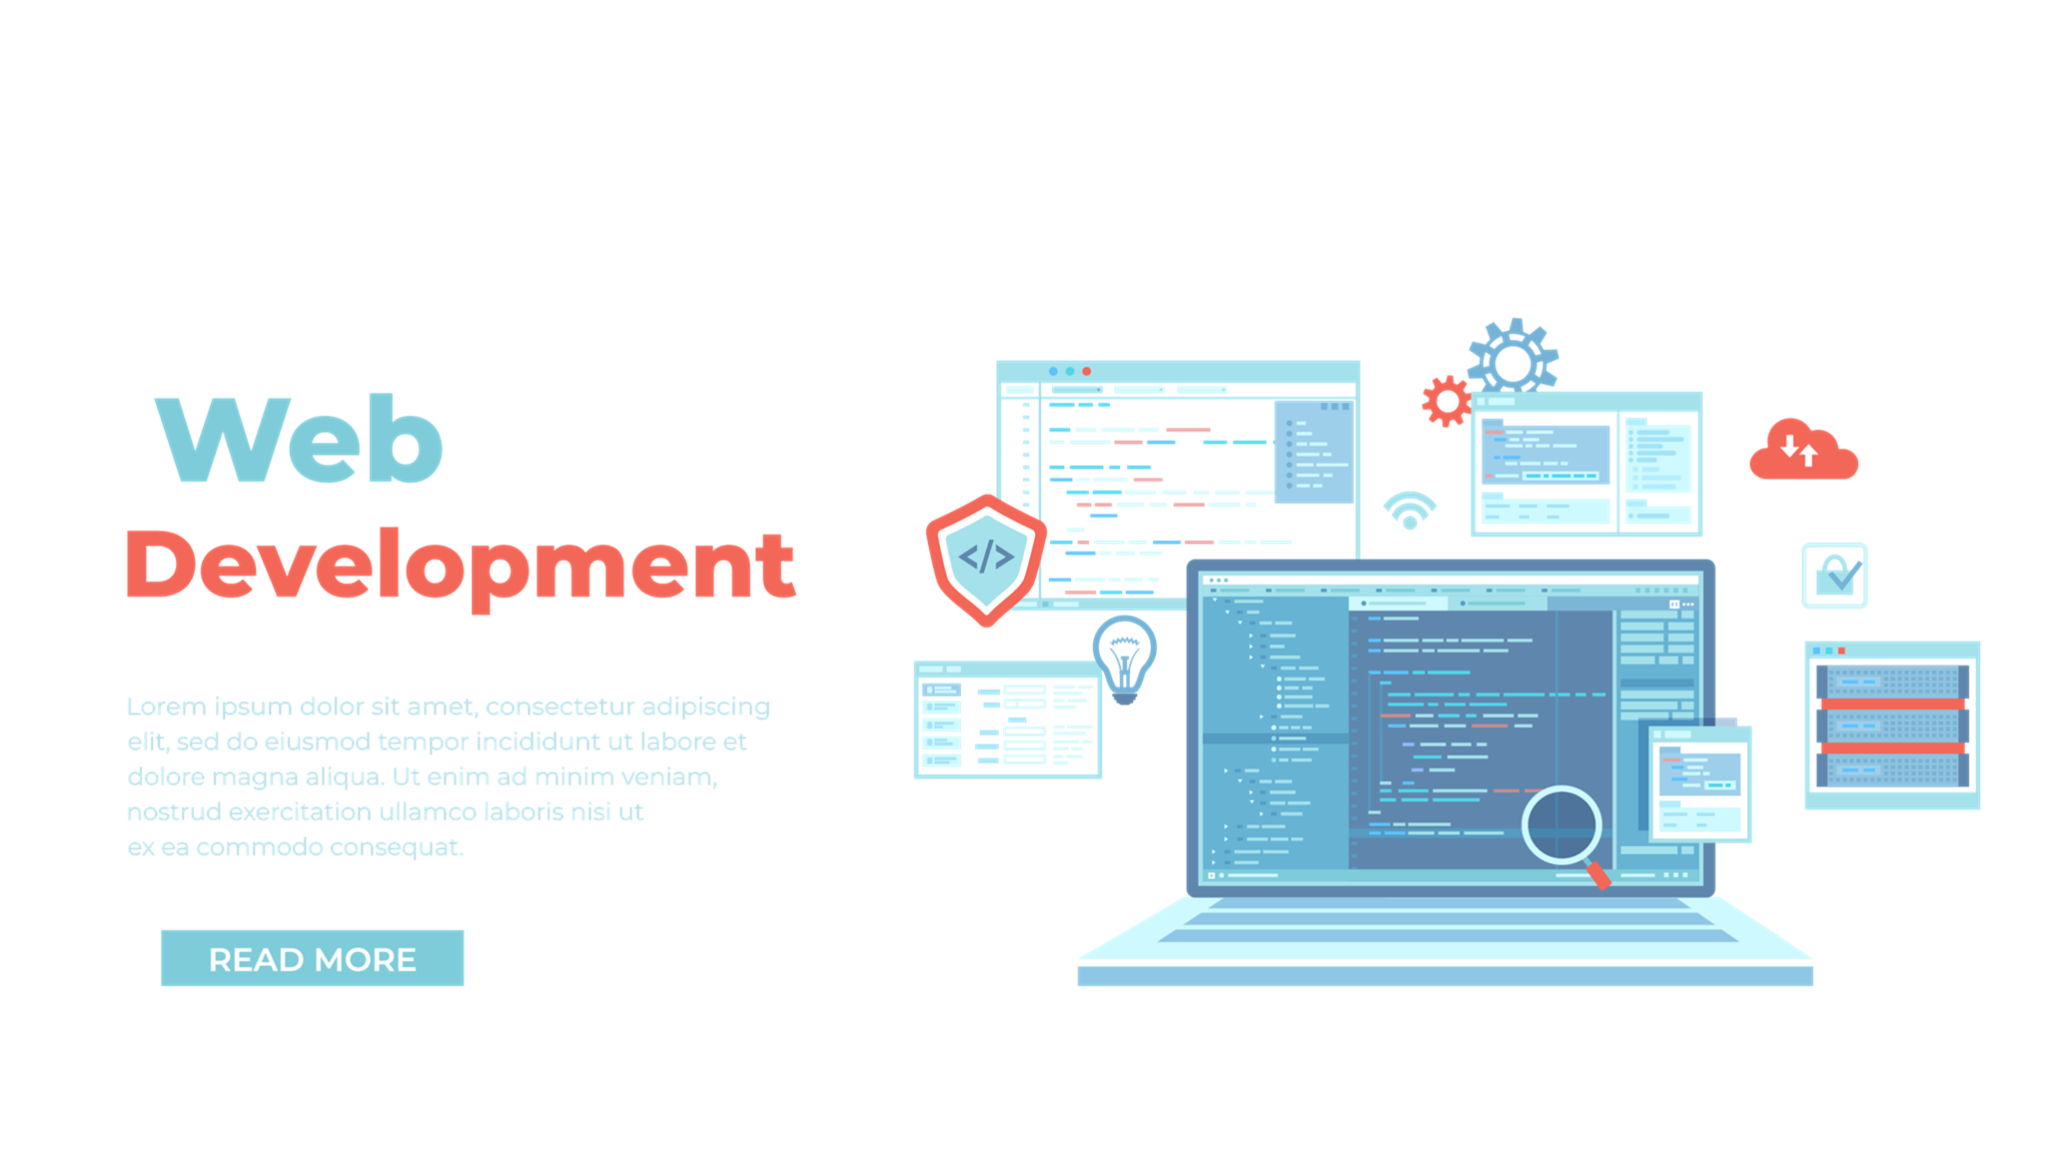 Web
Development
Lorem ipsum dolor sit amet, consectetur adipiscing
elit, sed do eiusmod tempor incididunt ut labore et
dolore magna aliqua. Ut enim ad minim veniam,
nostrud exercitation ullamco laboris nisi ut
ex ea commodo consequat.
READ MORE
</>